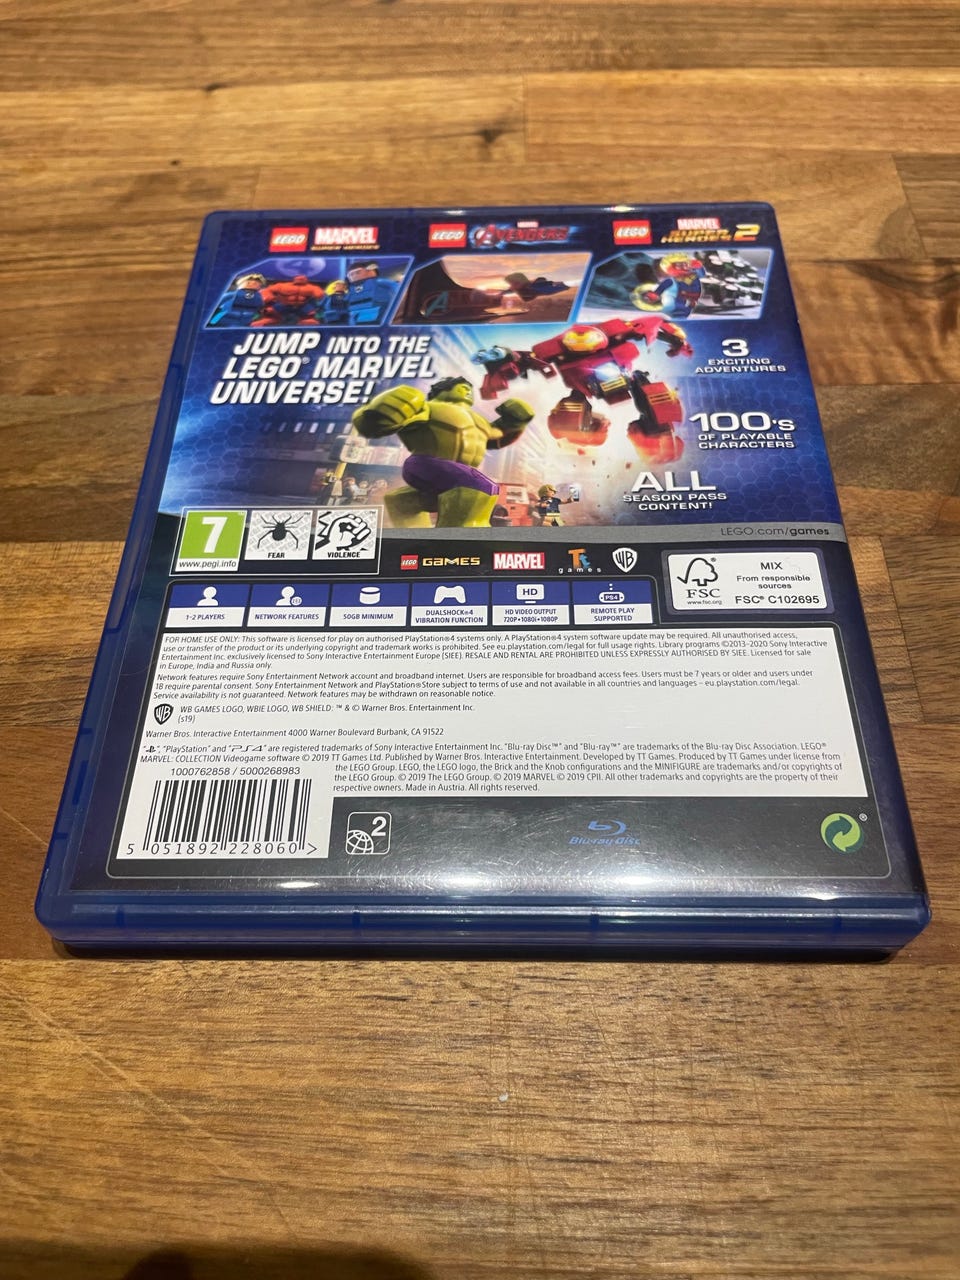 LEGO MARVEL SUPER HEROES
LEGO MARVEL AVENGERS
LEGO MARVEL SUPER HEROES 2
JUMP INTO THE
LEGO® MARVEL
UNIVERSE!
3
EXCITING
ADVENTURES
100's
OF PLAYABLE
CHARACTERS
ALL
SEASON PASS
CONTENT!
LEGO.com/games
7
www.pegi.info
FEAR
VIOLENCE
LEGO GAMES
MARVEL
Tt games
WB
FSC
www.fsc.org
MIX
From responsible
sources
FSC® C102695
1-2 PLAYERS
NETWORK FEATURES
50GB MINIMUM
DUALSHOCK®4
VIBRATION FUNCTION
HD
HD VIDEO OUTPUT
720P•1080i•1080P
PS4
REMOTE PLAY
SUPPORTED
FOR HOME USE ONLY: This software is licensed for play on authorised PlayStation®4 systems only. A PlayStation®4 system software update may be required. All unauthorised access,
use or transfer of the product or its underlying copyright and trademark works is prohibited. See eu.playstation.com/legal for full usage rights. Library programs ©2013-2020 Sony Interactive
Entertainment Inc. exclusively licensed to Sony Interactive Entertainment Europe (SIEE). RESALE AND RENTAL ARE PROHIBITED UNLESS EXPRESSLY AUTHORISED BY SIEE. Licensed for sale
in Europe, India and Russia only.
Network features require Sony Entertainment Network account and broadband internet. Users are responsible for broadband access fees. Users must be 7 years or older and users under
18 require parental consent. Sony Entertainment Network and PlayStation®Store subject to terms of use and not available in all countries and languages – eu.playstation.com/legal.
Service availability is not guaranteed. Network features may be withdrawn on reasonable notice.
WB GAMES LOGO, WBIE LOGO, WB SHIELD: ™ & © Warner Bros. Entertainment Inc.
(s19)
Warner Bros. Interactive Entertainment 4000 Warner Boulevard Burbank, CA 91522
"PS", "PlayStation" and "PS4" are registered trademarks of Sony Interactive Entertainment Inc. "Blu-ray Disc™" and "Blu-ray™" are trademarks of the Blu-ray Disc Association. LEGO®
MARVEL: COLLECTION Videogame software © 2019 TT Games Ltd. Published by Warner Bros. Interactive Entertainment. Developed by TT Games. Produced by TT Games under license from
the LEGO Group. LEGO, the LEGO logo, the Brick and the Knob configurations and the MINIFIGURE are trademarks and/or copyrights of
the LEGO Group. © 2019 The LEGO Group. © 2019 MARVEL © 2019 CPII. All other trademarks and copyrights are the property of their
respective owners. Made in Austria. All rights reserved.
1000762858 / 5000268983
5 051892 228060 >
2
Blu-ray Disc
®